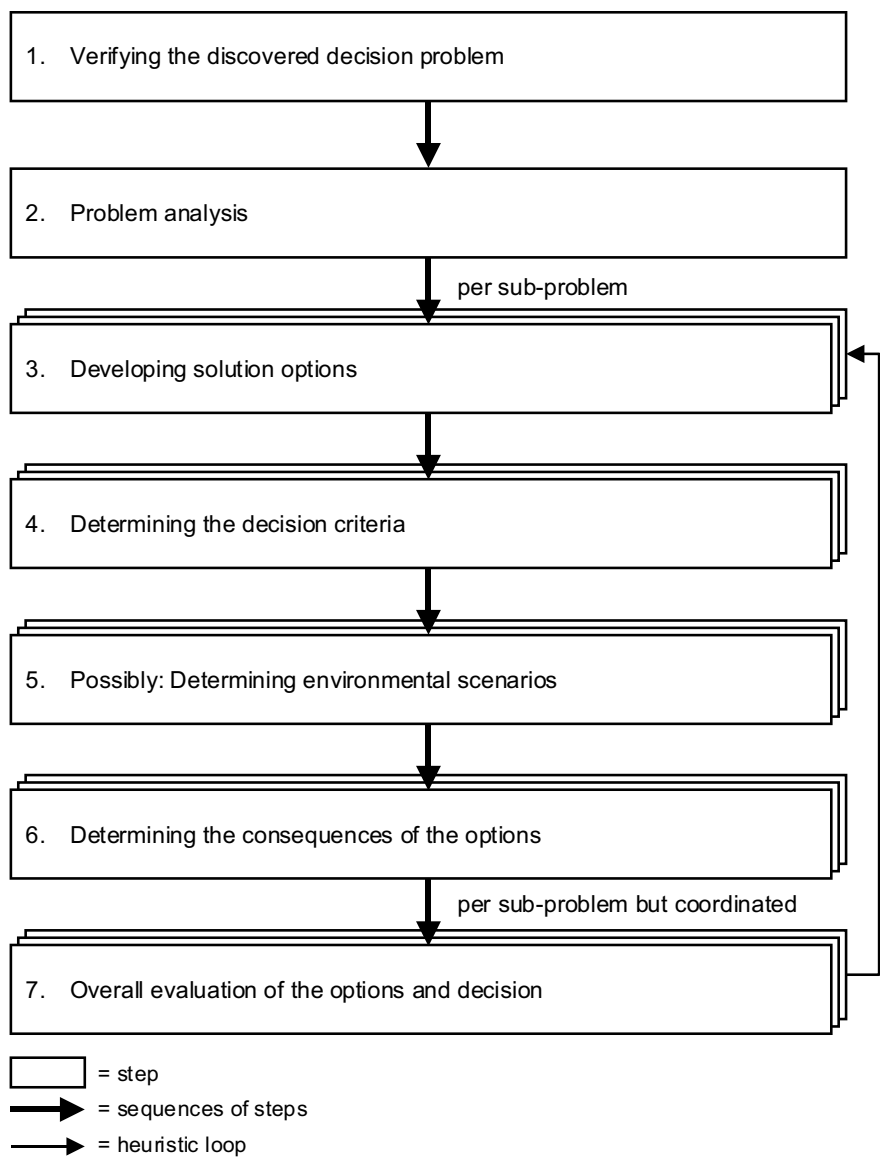 1. Verifying the discovered decision problem
2. Problem analysis
per sub-problem
3. Developing solution options
4. Determining the decision criteria
5. Possibly: Determining environmental scenarios
6. Determining the consequences of the options
per sub-problem but coordinated
7. Overall evaluation of the options and decision
= step
= sequences of steps
= heuristic loop